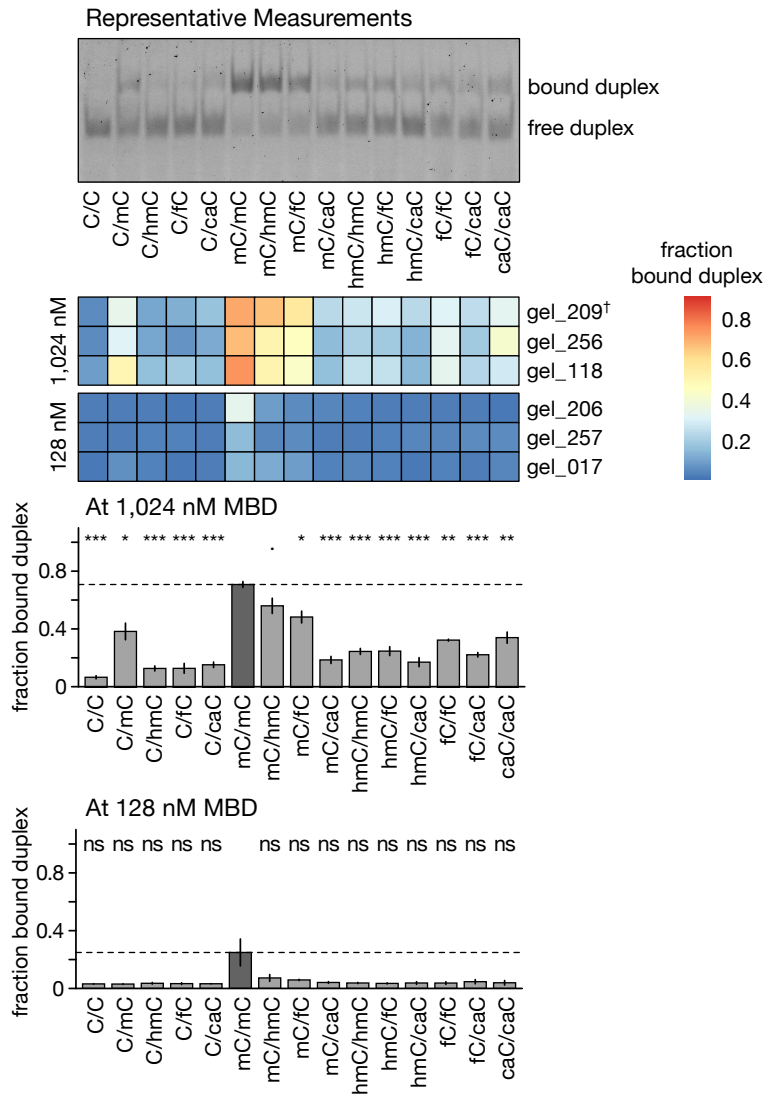 Representative Measurements
bound duplex
free duplex
C/C C/mC C/hmC C/fC C/caC mC/mC mC/hmC mC/fC mC/caC hmC/hmC hmC/fC hmC/caC fC/fC fC/caC caC/caC
fraction
bound duplex
0.8
0.6
0.4
0.2
1,024 nM
gel_209†
gel_256
gel_118
128 nM
gel_206
gel_257
gel_017
At 1,024 nM MBD
fraction bound duplex
*** * *** *** *** . * *** *** *** *** ** *** **
0.8
0.4
0
C/C C/mC C/hmC C/fC C/caC mC/mC mC/hmC mC/fC mC/caC hmC/hmC hmC/fC hmC/caC fC/fC fC/caC caC/caC
At 128 nM MBD
fraction bound duplex
ns ns ns ns ns ns ns ns ns ns ns ns ns ns
0.8
0.4
0
C/C C/mC C/hmC C/fC C/caC mC/mC mC/hmC mC/fC mC/caC hmC/hmC hmC/fC hmC/caC fC/fC fC/caC caC/caC